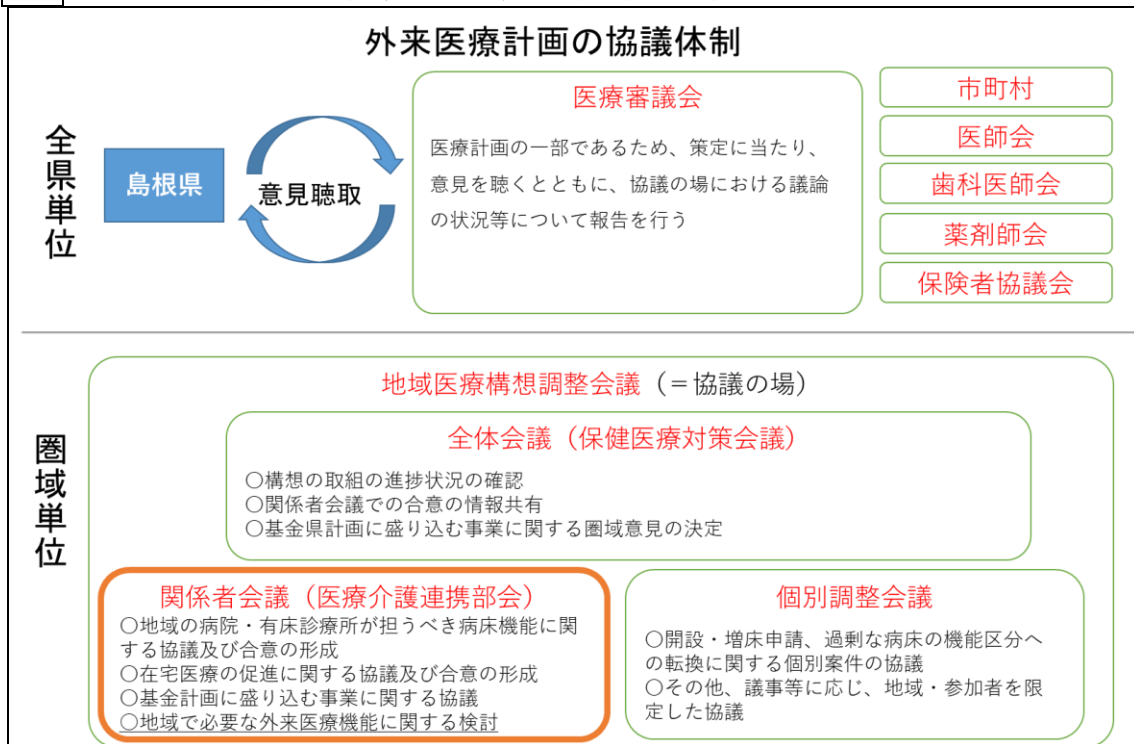 外来医療計画の協議体制
全県単位
島根県
意見聴取
医療審議会
医療計画の一部であるため、策定に当たり、
意見を聴くとともに、協議の場における議論
の状況等について報告を行う
市町村
医師会
歯科医師会
薬剤師会
保険者協議会
圏域単位
地域医療構想調整会議（＝協議の場）
全体会議（保健医療対策会議）
○構想の取組の進捗状況の確認
○関係者会議での合意の情報共有
○基金県計画に盛り込む事業に関する圏域意見の決定
関係者会議（医療介護連携部会）
○地域の病院・有床診療所が担うべき病床機能に関
する協議及び合意の形成
○在宅医療の促進に関する協議及び合意の形成
○基金計画に盛り込む事業に関する協議
○地域で必要な外来医療機能に関する検討
個別調整会議
○開設・増床申請、過剰な病床の機能区分へ
の転換に関する個別案件の協議
○その他、議事等に応じ、地域・参加者を限
定した協議